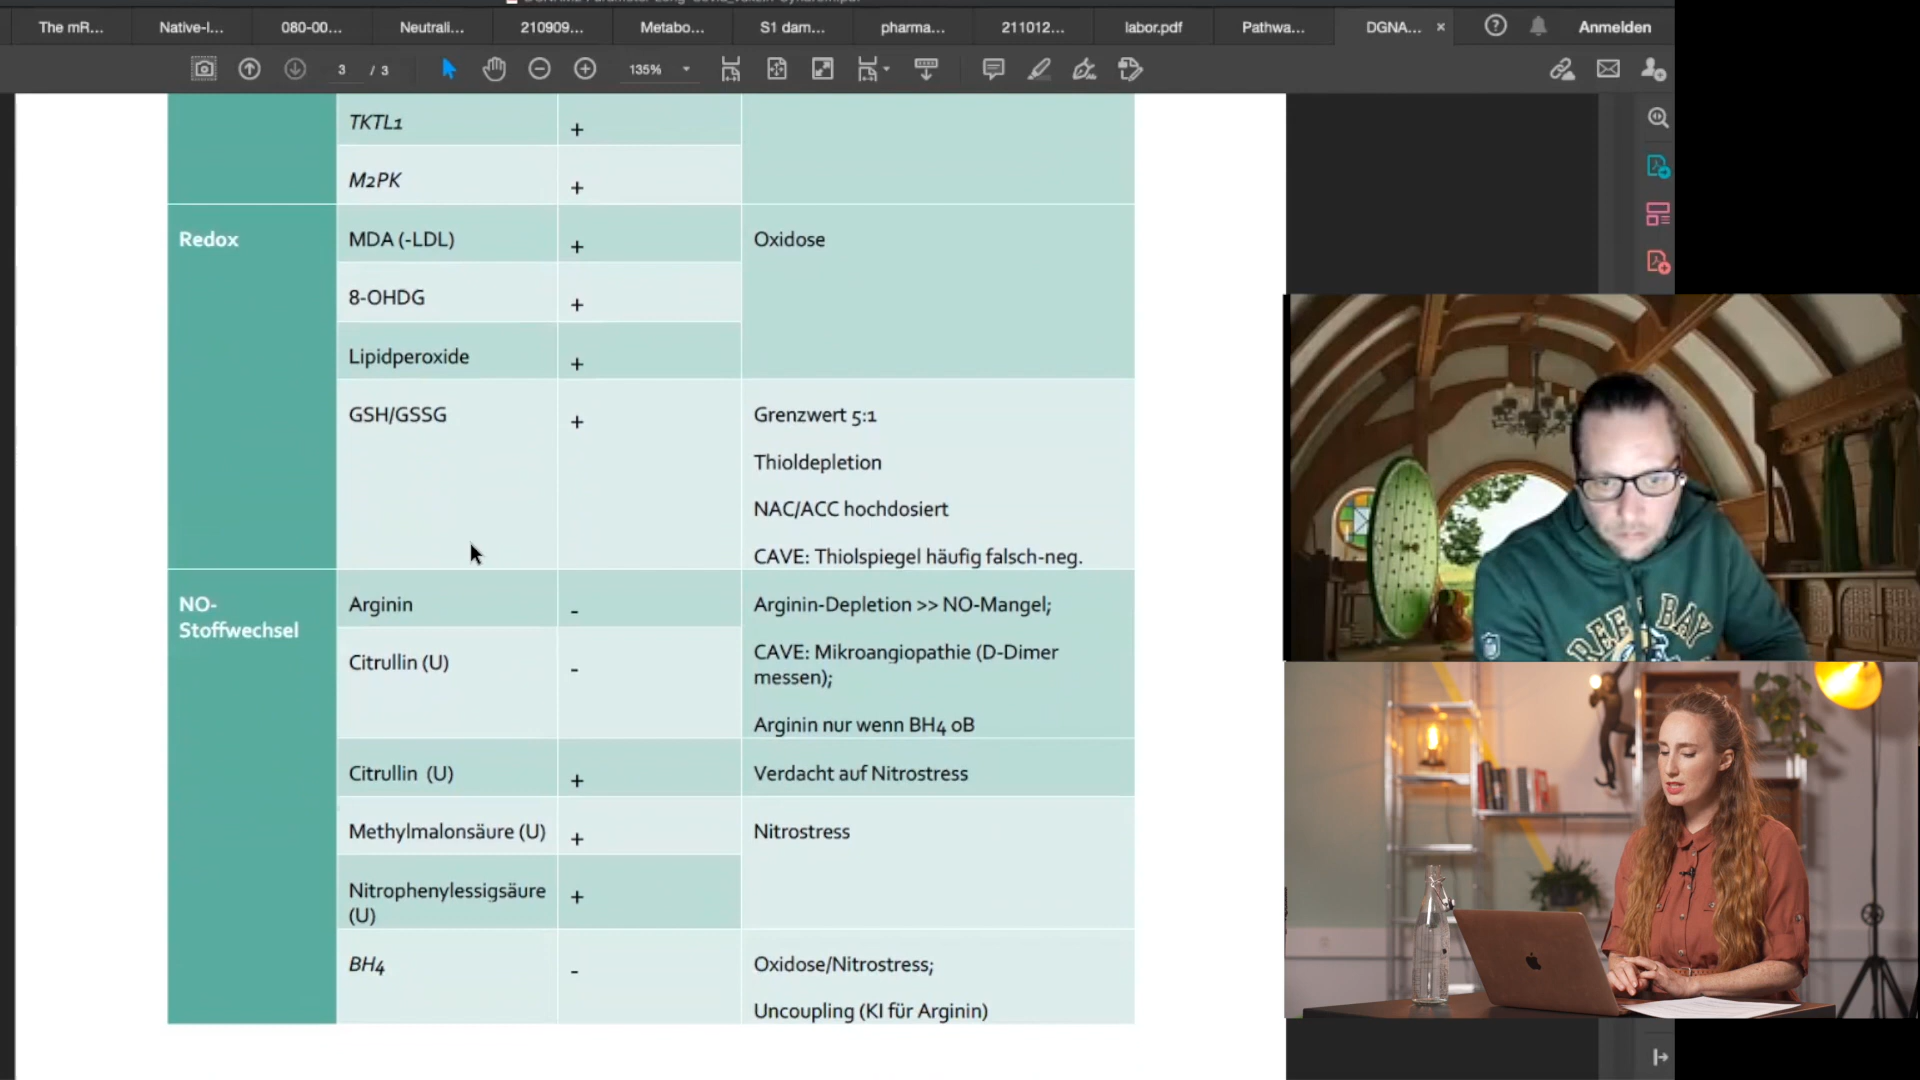 The mR...
Native-I...
080-00...
Neutrali...
210909...
Metabo...
S1 dam...
pharma...
211012...
labor.pdf
Pathwa...
DGNA...
×
Anmelden
3 / 3
135%
TKTL1
+
M2PK
+
Redox
MDA (-LDL)
+
Oxidose
8-OHDG
+
Lipidperoxide
+
GSH/GSSG
+
Grenzwert 5:1
Thioldepletion
NAC/ACC hochdosiert
CAVE: Thiolspiegel häufig falsch-neg.
NO-
Stoffwechsel
Arginin
-
Arginin-Depletion >> NO-Mangel;
Citrullin (U)
-
CAVE: Mikroangiopathie (D-Dimer
messen);
Arginin nur wenn BH4 oB
Citrullin (U)
+
Verdacht auf Nitrostress
Methylmalonsäure (U)
+
Nitrostress
Nitrophenylessigsäure
(U)
+
BH4
-
Oxidose/Nitrostress;
Uncoupling (KI für Arginin)
BAY